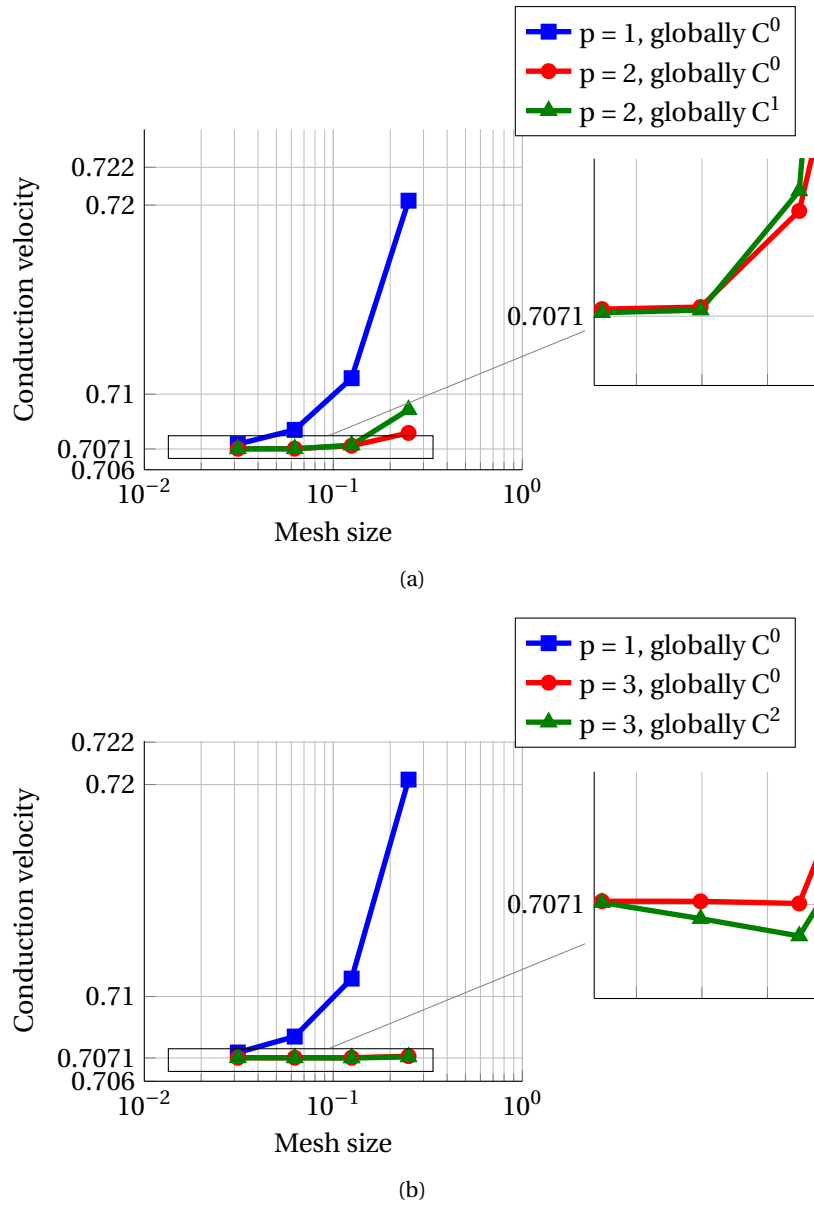 p = 1, globally C⁰
p = 2, globally C⁰
p = 2, globally C¹
Conduction velocity
0.722
0.72
0.71
0.7071
0.706
10⁻²
10⁻¹
10⁰
Mesh size
0.7071
(a)
p = 1, globally C⁰
p = 3, globally C⁰
p = 3, globally C²
Conduction velocity
0.722
0.72
0.71
0.7071
0.706
10⁻²
10⁻¹
10⁰
Mesh size
0.7071
(b)